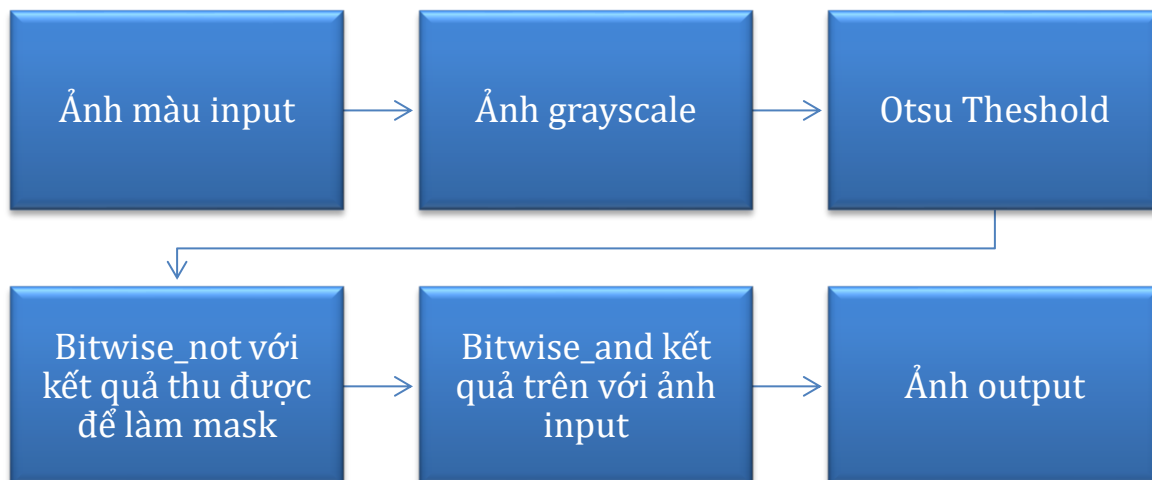 Ảnh màu input
Ảnh grayscale
Otsu Theshold
Bitwise_not với
kết quả thu được
để làm mask
Bitwise_and kết
quả trên với ảnh
input
Ảnh output